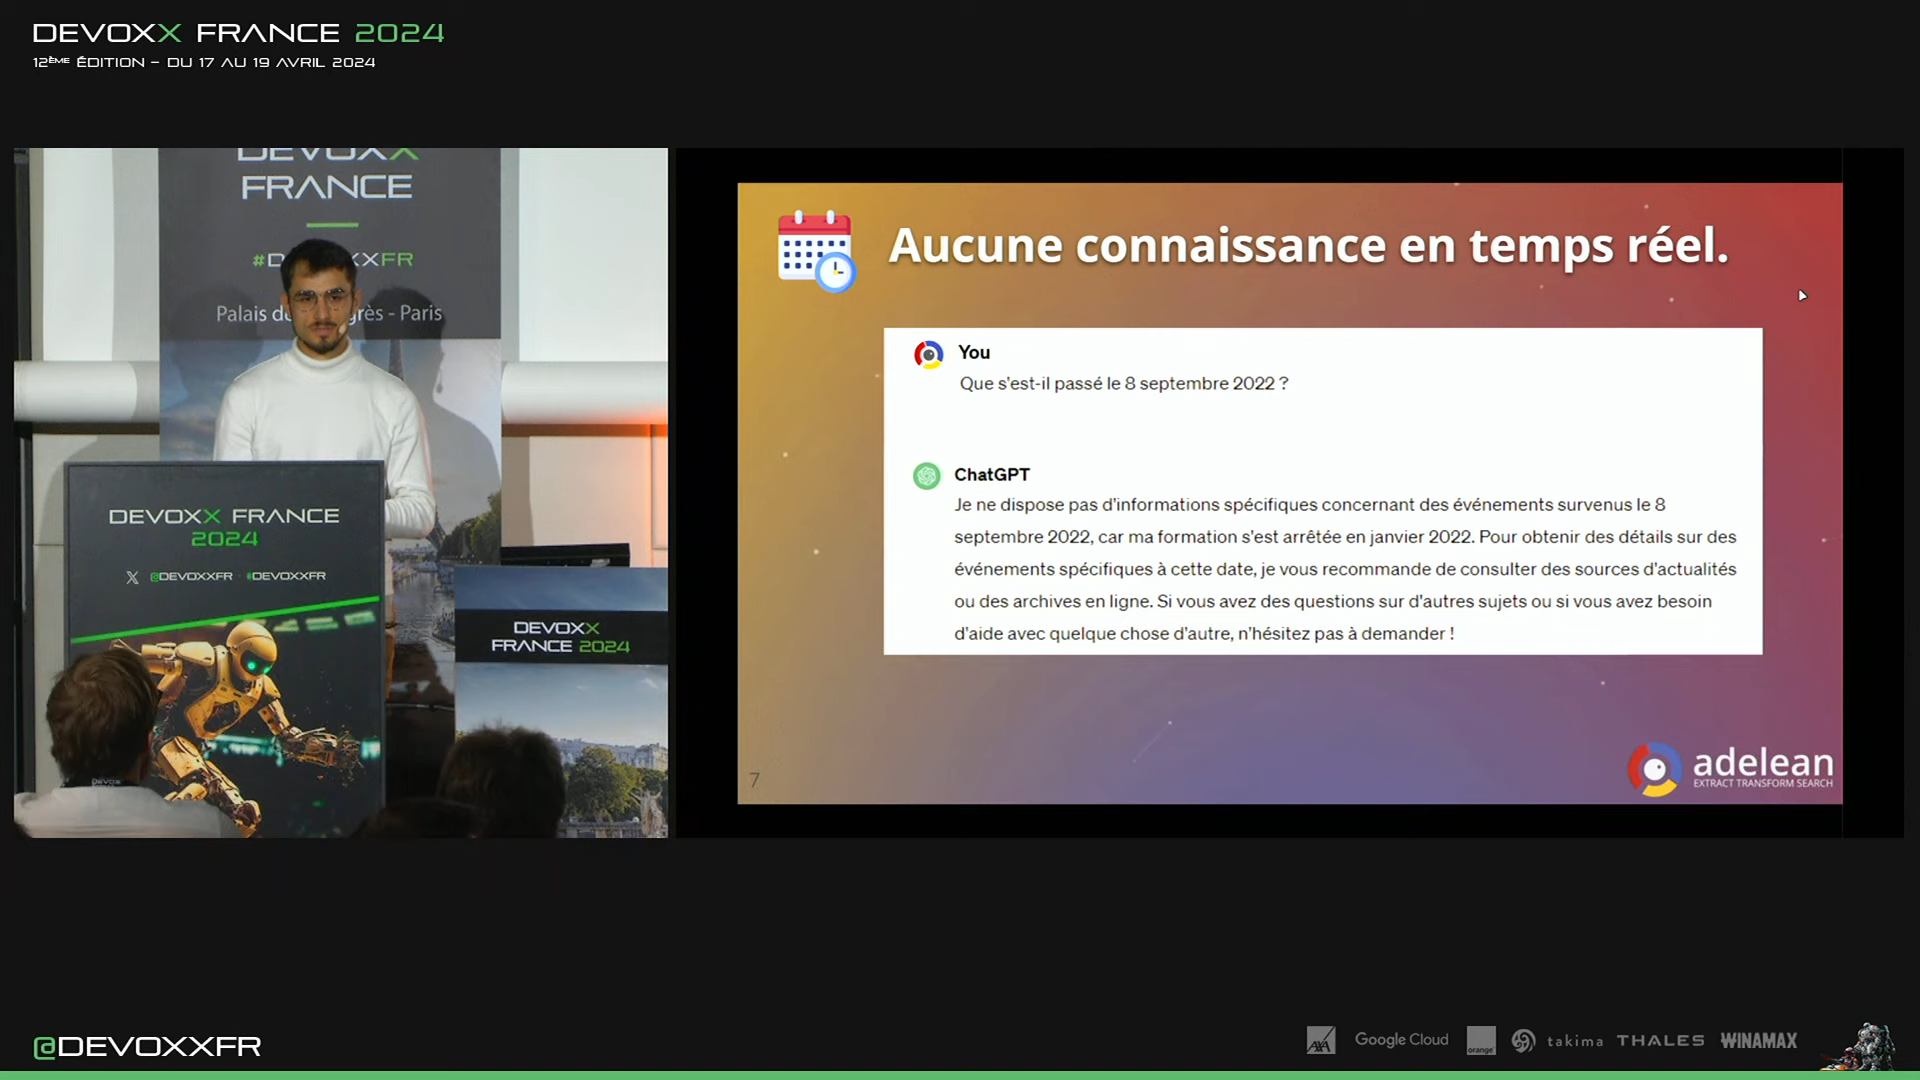 DEVOXX FRANCE 2024
12ÈME ÉDITION – DU 17 AU 19 AVRIL 2024
DEVOXX
FRANCE
Palais de
grès - Paris
DEVOXX FRANCE
2024
@DEVOXXFR #DEVOXXFR
DEVOXX
FRANCE 2024
Aucune connaissance en temps réel.
You
Que s'est-il passé le 8 septembre 2022 ?
ChatGPT
Je ne dispose pas d'informations spécifiques concernant des événements survenus le 8
septembre 2022, car ma formation s'est arrêtée en janvier 2022. Pour obtenir des détails sur des
événements spécifiques à cette date, je vous recommande de consulter des sources d'actualités
ou des archives en ligne. Si vous avez des questions sur d'autres sujets ou si vous avez besoin
d'aide avec quelque chose d'autre, n'hésitez pas à demander !
7
adelean
EXTRACT TRANSFORM SEARCH
@DEVOXXFR
AXA
Google Cloud
orange
takima
THALES
WINAMAX